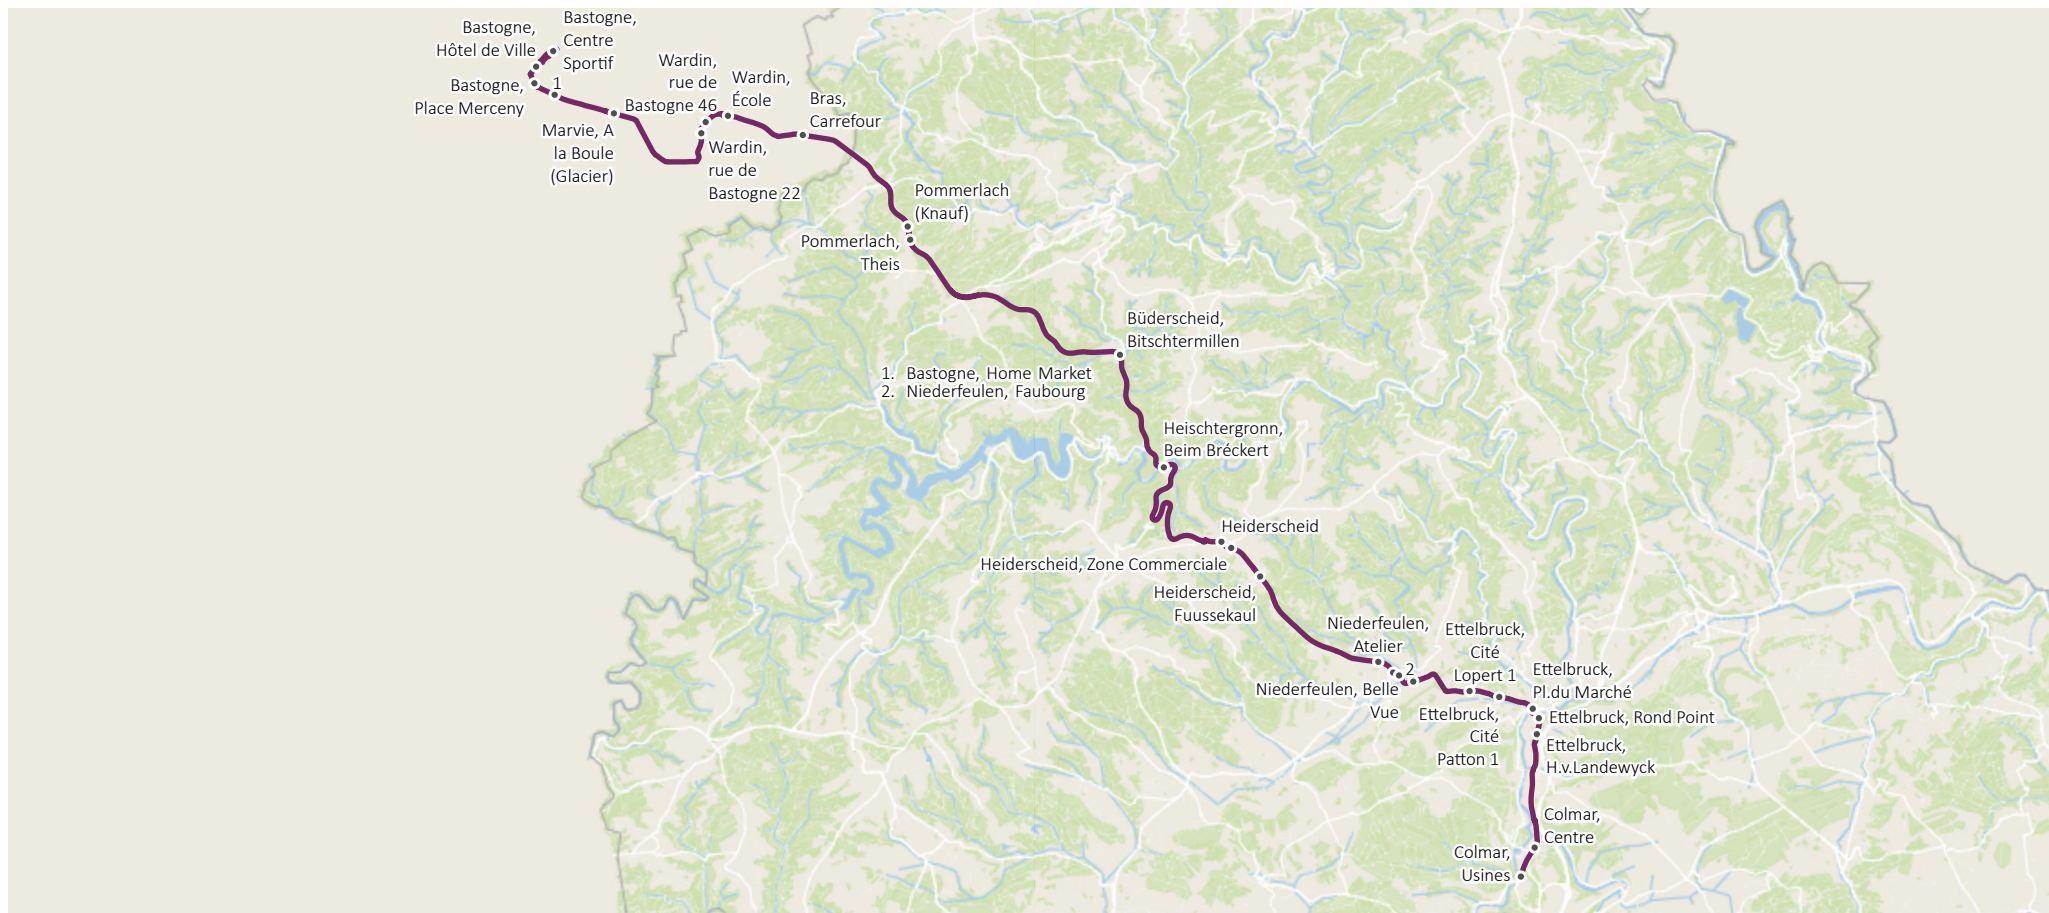 Bastogne,
Hôtel de Ville
Bastogne,
Centre
Sportif
Bastogne,
Place Merceny
1
Marvie, A
la Boule
(Glacier)
Wardin,
rue de
Bastogne 46
Wardin,
École
Wardin,
rue de
Bastogne 22
Bras,
Carrefour
Pommerlach
(Knauf)
Pommerlach,
Theis
Büderscheid,
Bitschtermillen
1. Bastogne, Home Market
2. Niederfeulen, Faubourg
Heischtergronn,
Beim Bréckert
Heiderscheid
Heiderscheid, Zone Commerciale
Heiderscheid,
Fuussekaul
Niederfeulen,
Atelier
2
Niederfeulen, Belle
Vue
Ettelbruck,
Cité
Lopert 1
Ettelbruck,
Cité
Patton 1
Ettelbruck,
Pl.du Marché
Ettelbruck, Rond Point
Ettelbruck,
H.v.Landewyck
Colmar,
Centre
Colmar,
Usines